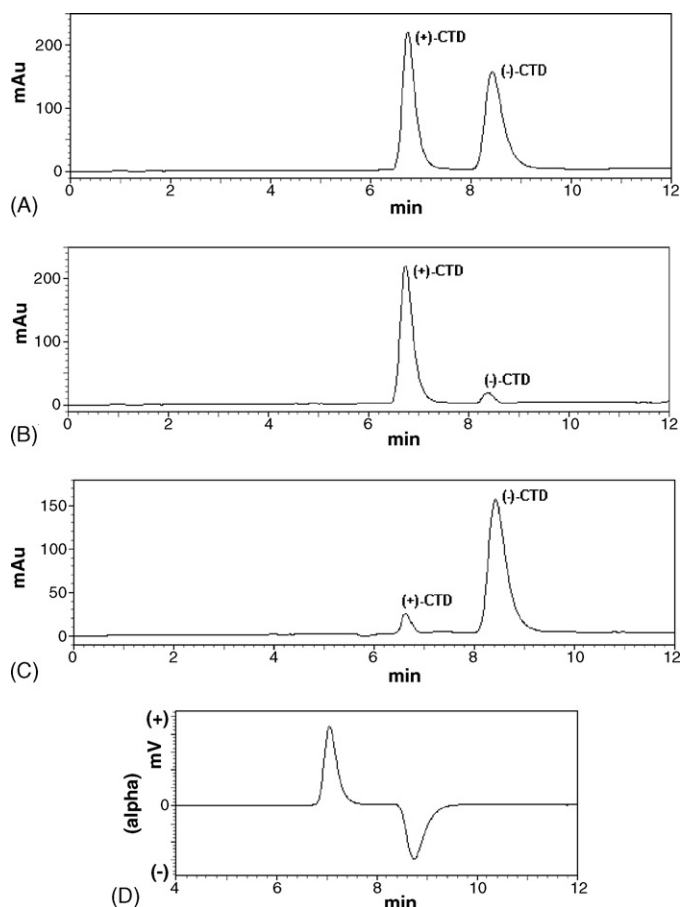 200
100
0
mAu
(+)-CTD
(-)-CTD
0 2 4 6 8 10 12
min
(A)
200
100
0
mAu
(+)-CTD
(-)-CTD
0 2 4 6 8 10 12
min
(B)
150
100
50
0
mAu
(+)-CTD
(-)-CTD
0 2 4 6 8 10 12
min
(C)
(+)
0
(-)
(alpha) mV
4 6 8 10 12
min
(D)